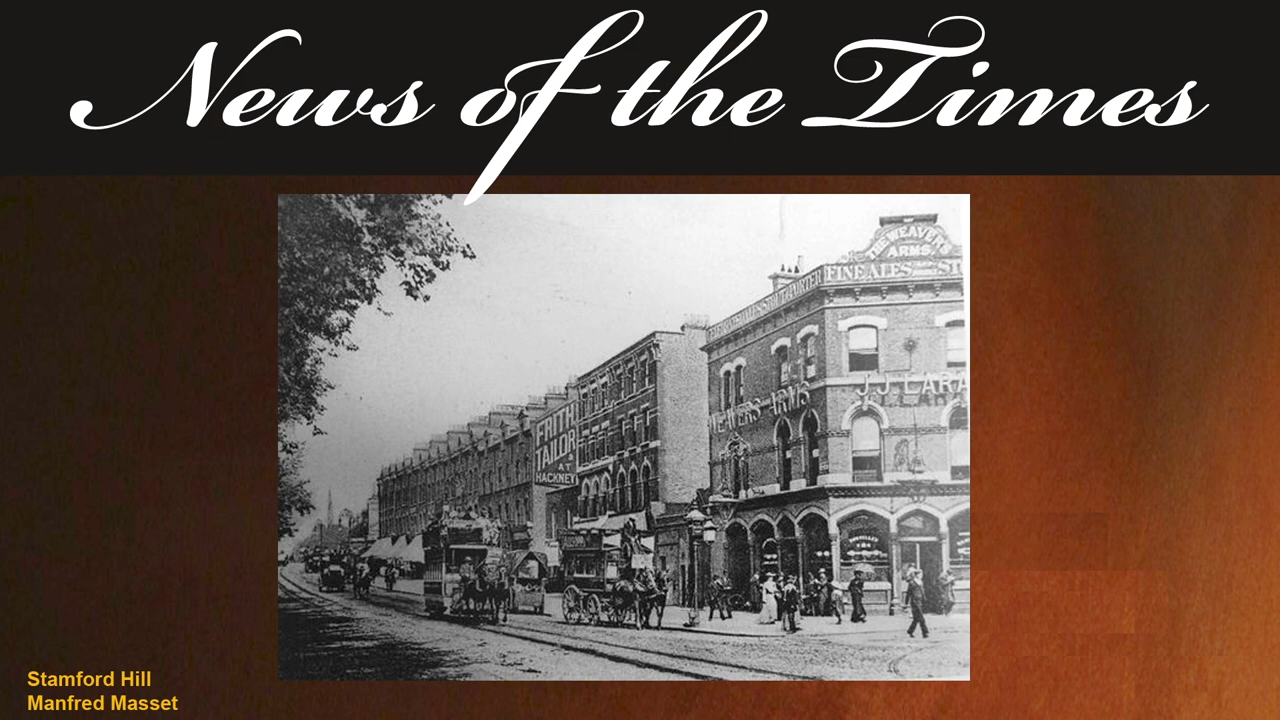 News of the Times
THE WEAVERS
ARMS
FINE ALES
WEAVERS ARMS
FRITH
TAILOR
AT
HACKNEY
Stamford Hill
Manfred Masset